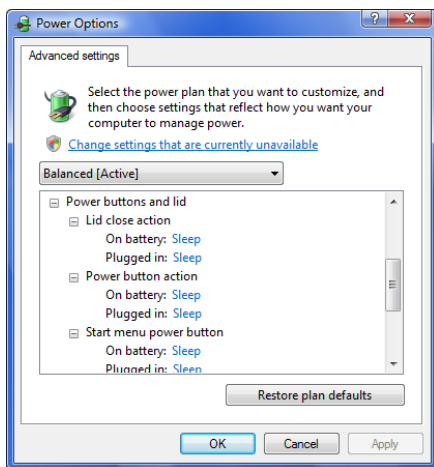 Power Options
Advanced settings
Select the power plan that you want to customize, and
then choose settings that reflect how you want your
computer to manage power.
Change settings that are currently unavailable
Balanced [Active]
Power buttons and lid
Lid close action
On battery: Sleep
Plugged in: Sleep
Power button action
On battery: Sleep
Plugged in: Sleep
Start menu power button
On battery: Sleep
Plugged in: Sleep
Restore plan defaults
OK
Cancel
Apply